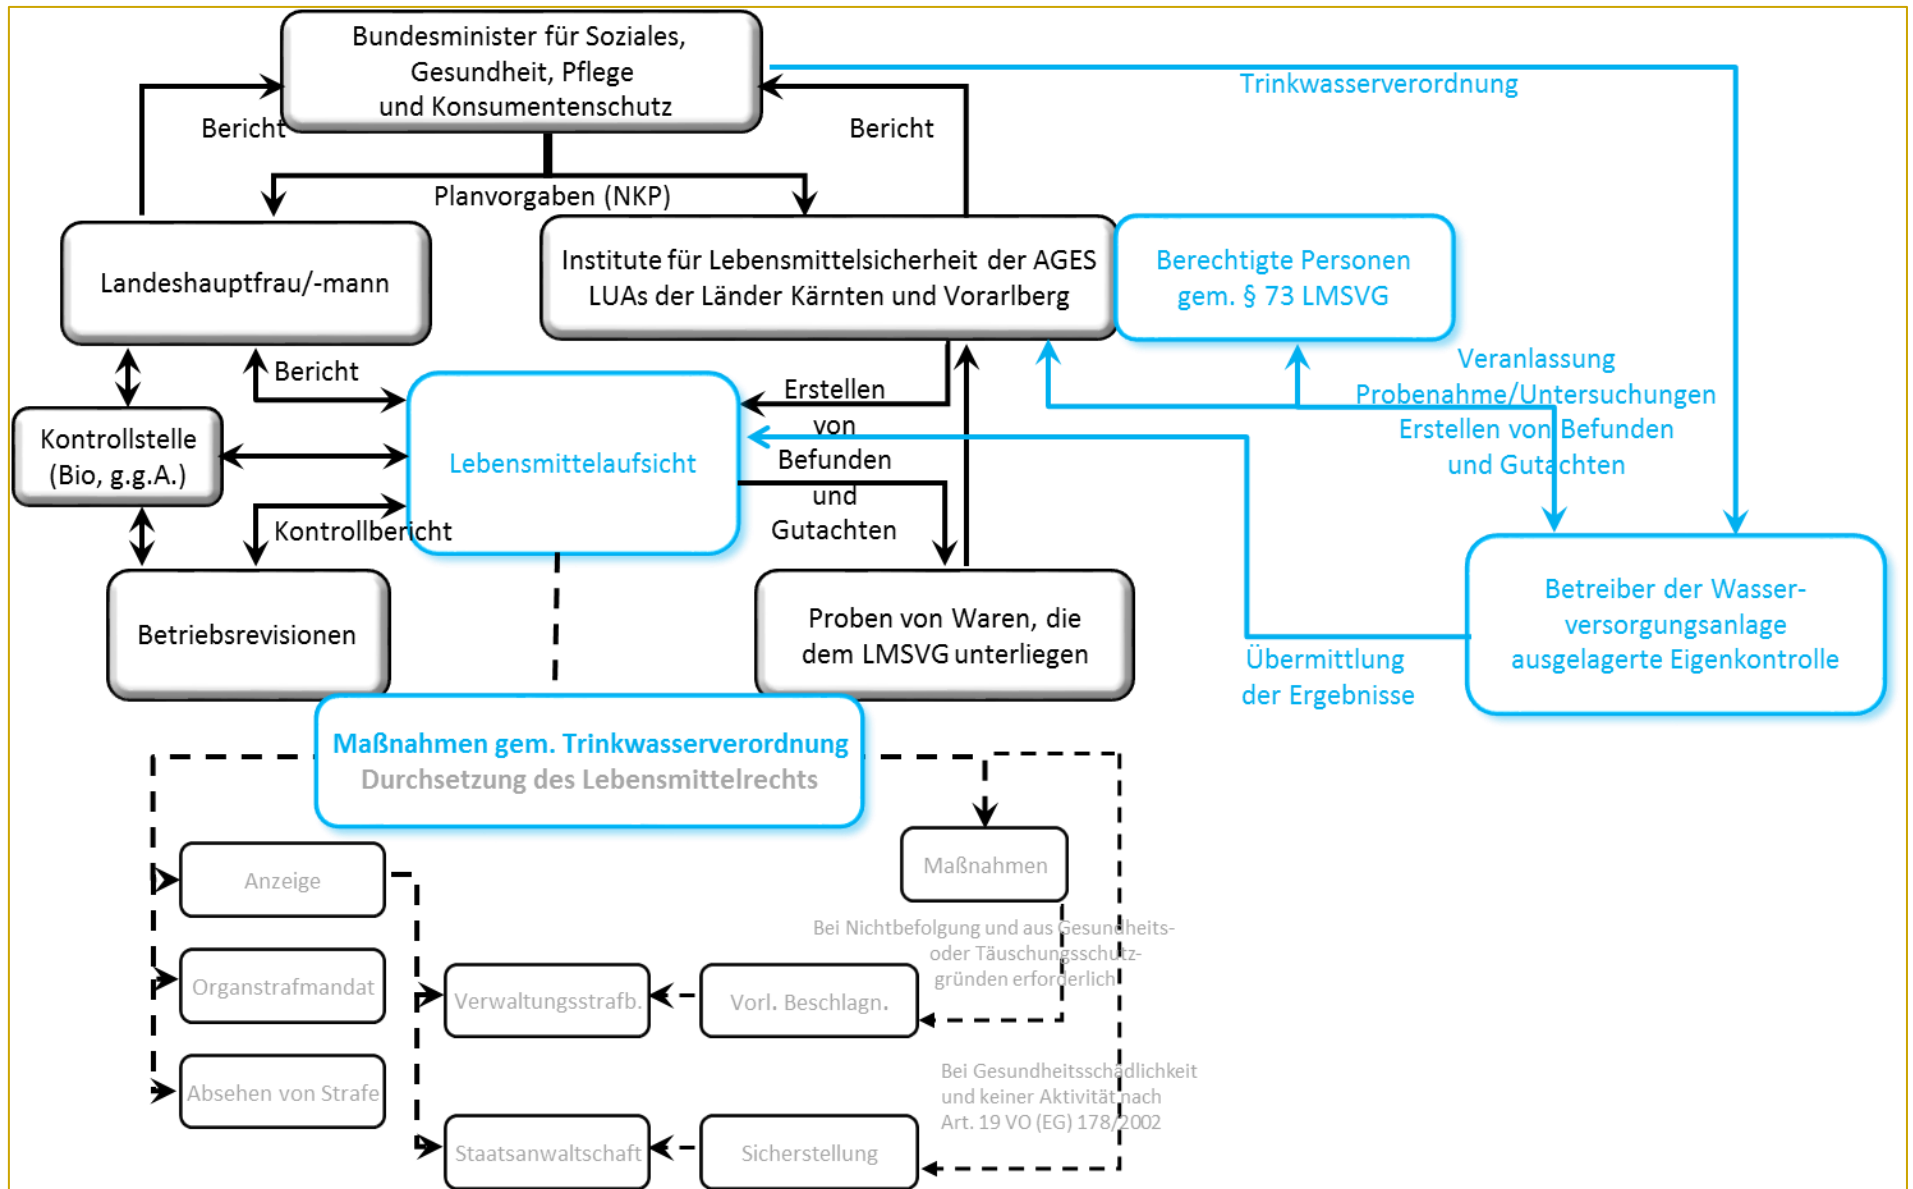 Bundesminister für Soziales,
Gesundheit, Pflege
und Konsumentenschutz
Trinkwasserverordnung
Bericht
Bericht
Planvorgaben (NKP)
Landeshauptfrau/-mann
Institute für Lebensmittelsicherheit der AGES
LUAs der Länder Kärnten und Vorarlberg
Berechtigte Personen
gem. § 73 LMSVG
Bericht
Erstellen
von
Befunden
und
Gutachten
Veranlassung
Probenahme/Untersuchungen
Erstellen von Befunden
und Gutachten
Kontrollstelle
(Bio, g.g.A.)
Lebensmittelaufsicht
Kontrollbericht
Betriebsrevisionen
Proben von Waren, die
dem LMSVG unterliegen
Betreiber der Wasser-
versorgungsanlage
ausgelagerte Eigenkontrolle
Übermittlung
der Ergebnisse
Maßnahmen gem. Trinkwasserverordnung
Durchsetzung des Lebensmittelrechts
Anzeige
Maßnahmen
Bei Nichtbefolgung und aus Gesundheits-
oder Täuschungsschutz-
gründen erforderlich
Organstrafmandat
Verwaltungsstrafb.
Vorl. Beschlagn.
Absehen von Strafe
Bei Gesundheitsschädlichkeit
und keiner Aktivität nach
Art. 19 VO (EG) 178/2002
Staatsanwaltschaft
Sicherstellung